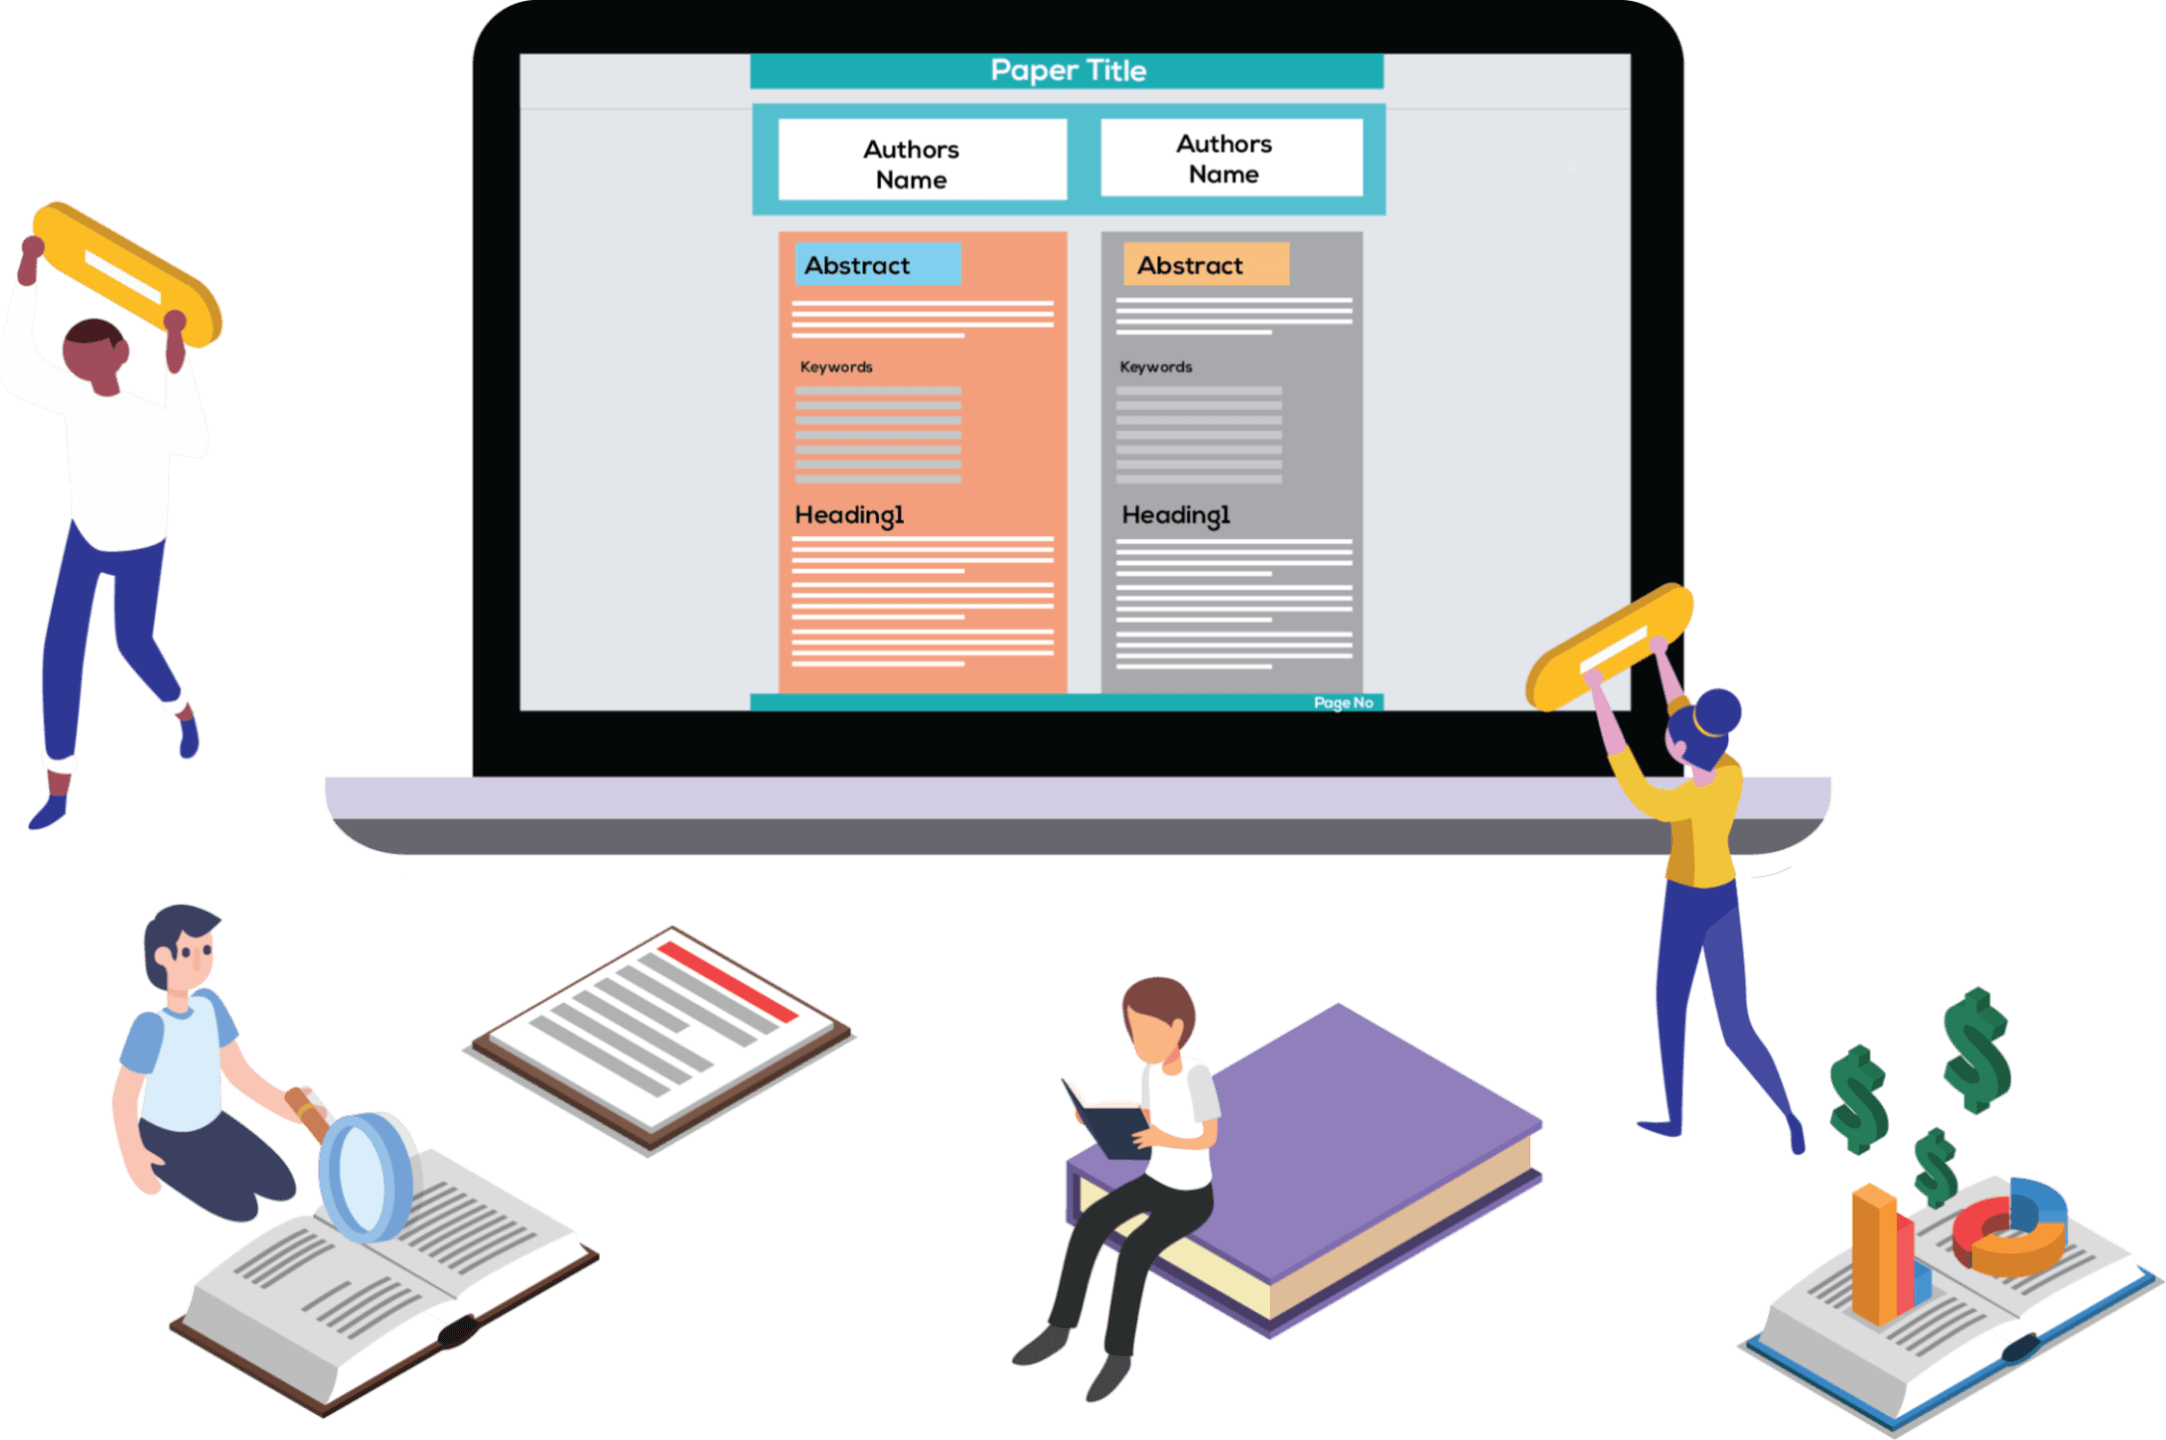 Paper Title
Authors
Name
Authors
Name
Abstract
Keywords
Heading1
Abstract
Keywords
Heading1
Page No